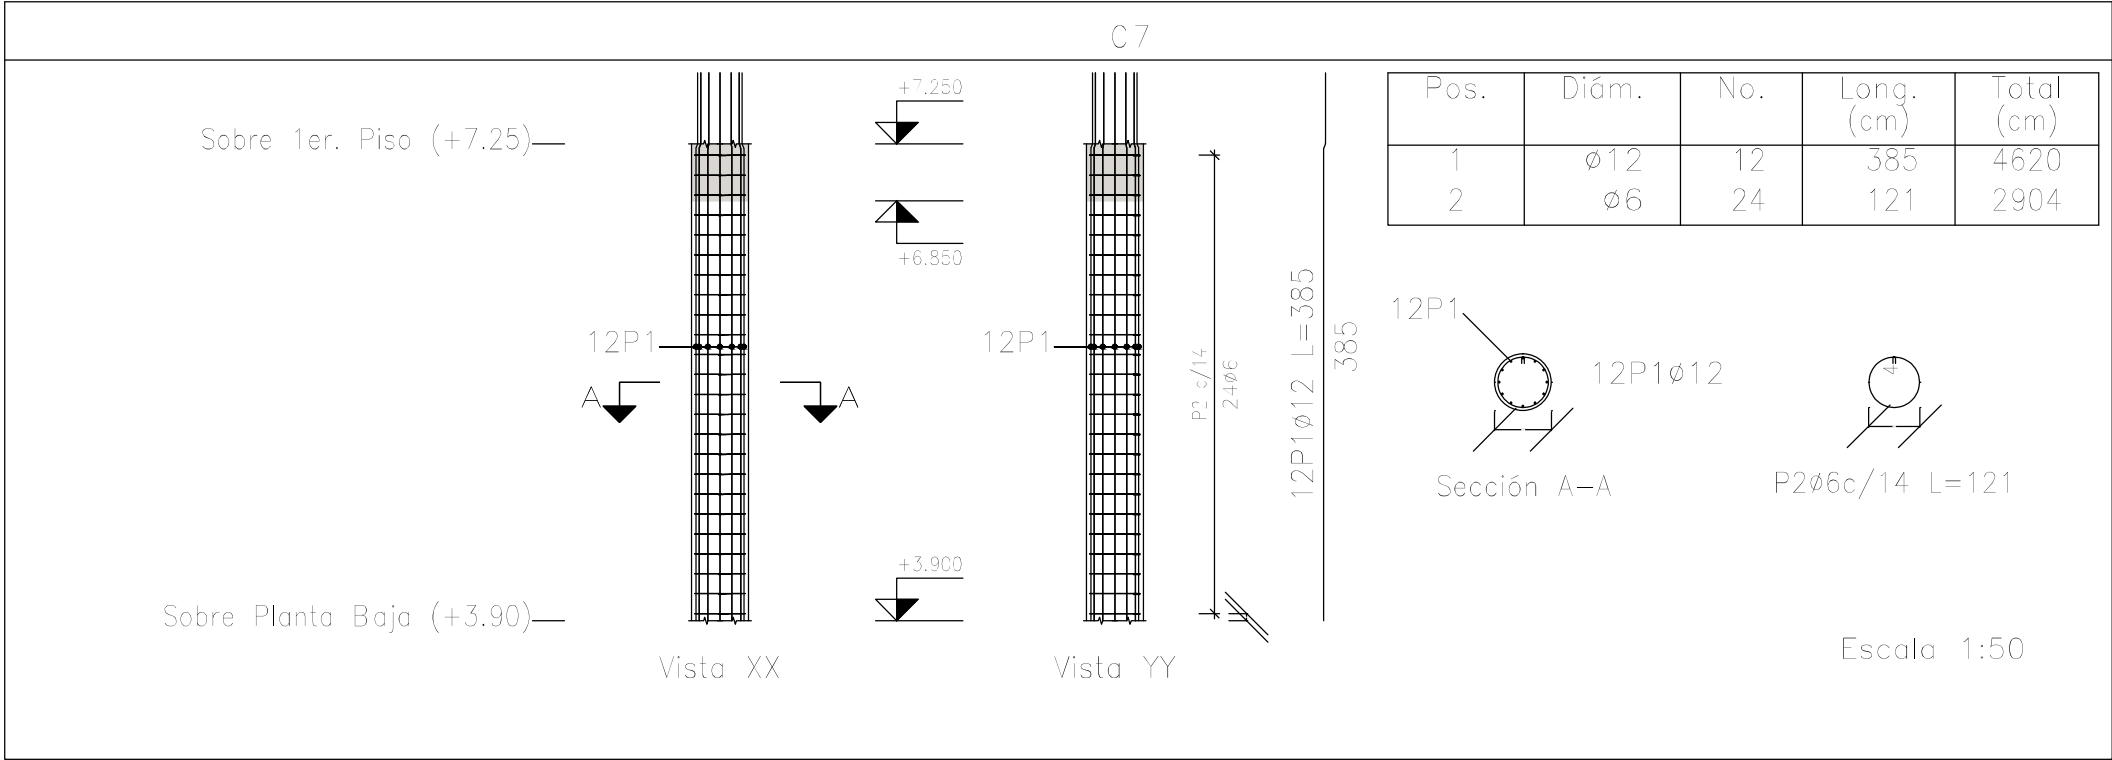 C7
Sobre 1er. Piso (+7.25)
+7.250
+6.850
12P1
12P1
A
A
+3.900
Sobre Planta Baja (+3.90)
Vista XX
Vista YY
P2 c/14
24ø6
12P1ø12 L=385
385
Pos. Diám. No. Long. (cm) Total (cm)
1 ø12 12 385 4620
2 ø6 24 121 2904
12P1
12P1ø12
4
Sección A-A
P2ø6c/14 L=121
Escala 1:50